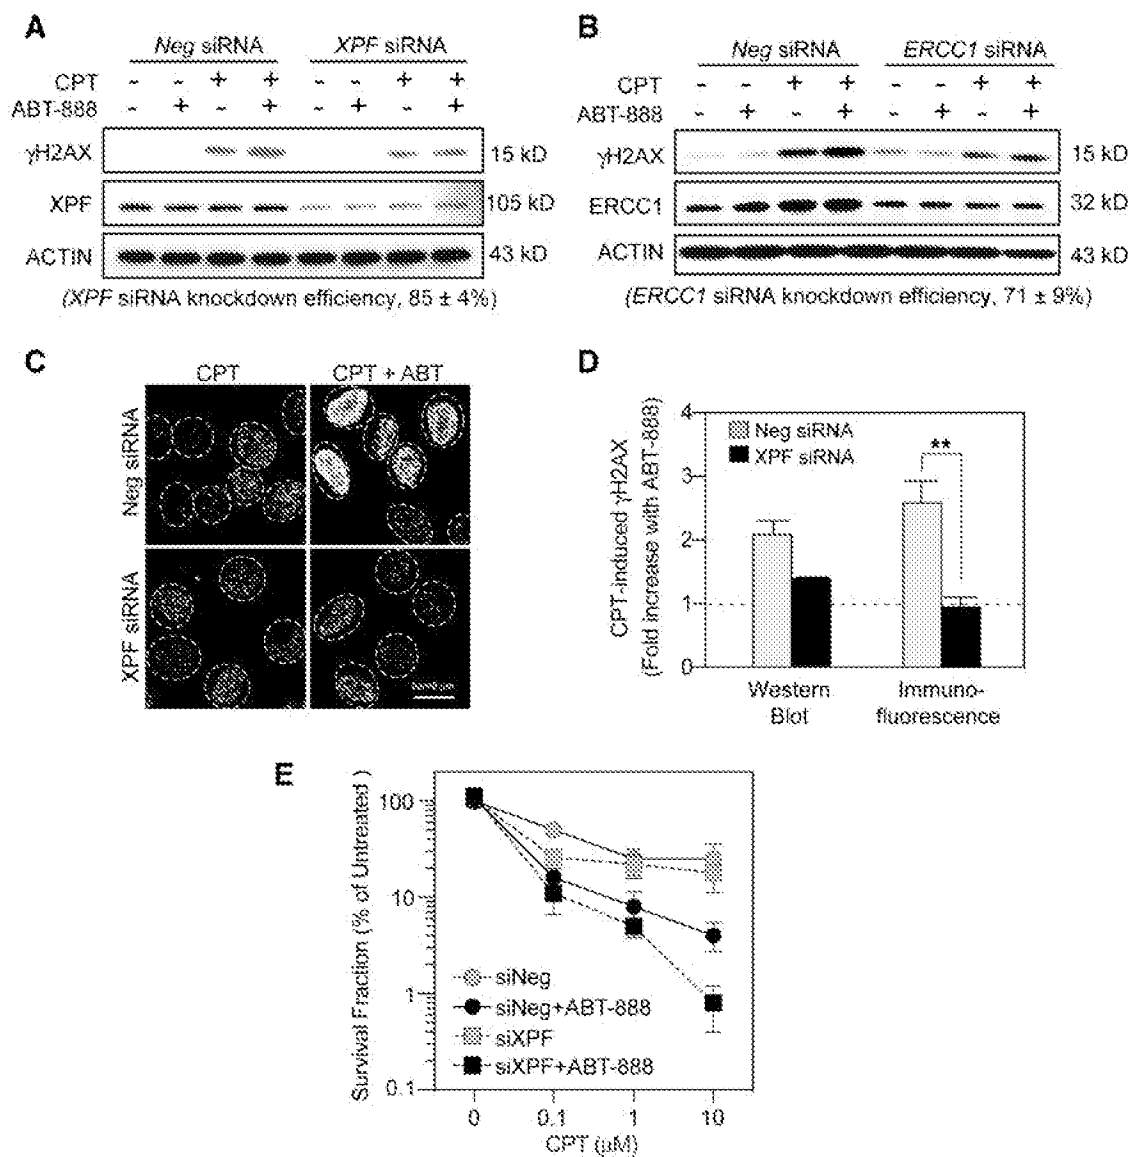 A
Neg siRNA XPF siRNA
CPT - - + + - - + +
ABT-888 - + - + - + - +
γH2AX 15 kD
XPF 105 kD
ACTIN 43 kD
(XPF siRNA knockdown efficiency, 85 ± 4%)
B
Neg siRNA ERCC1 siRNA
CPT - - + + - - + +
ABT-888 - + - + - + - +
γH2AX 15 kD
ERCC1 32 kD
ACTIN 43 kD
(ERCC1 siRNA knockdown efficiency, 71 ± 9%)
C
CPT CPT + ABT
Neg siRNA
XPF siRNA
D
CPT-induced γH2AX
(Fold increase with ABT-888)
4
3
2
1
0
Neg siRNA
XPF siRNA
**
Western
Blot
Immuno-
fluorescence
E
Survival Fraction (% of Untreated )
100
10
1
0.1
siNeg
siNeg+ABT-888
siXPF
siXPF+ABT-888
0 0.1 1 10
CPT (μM)